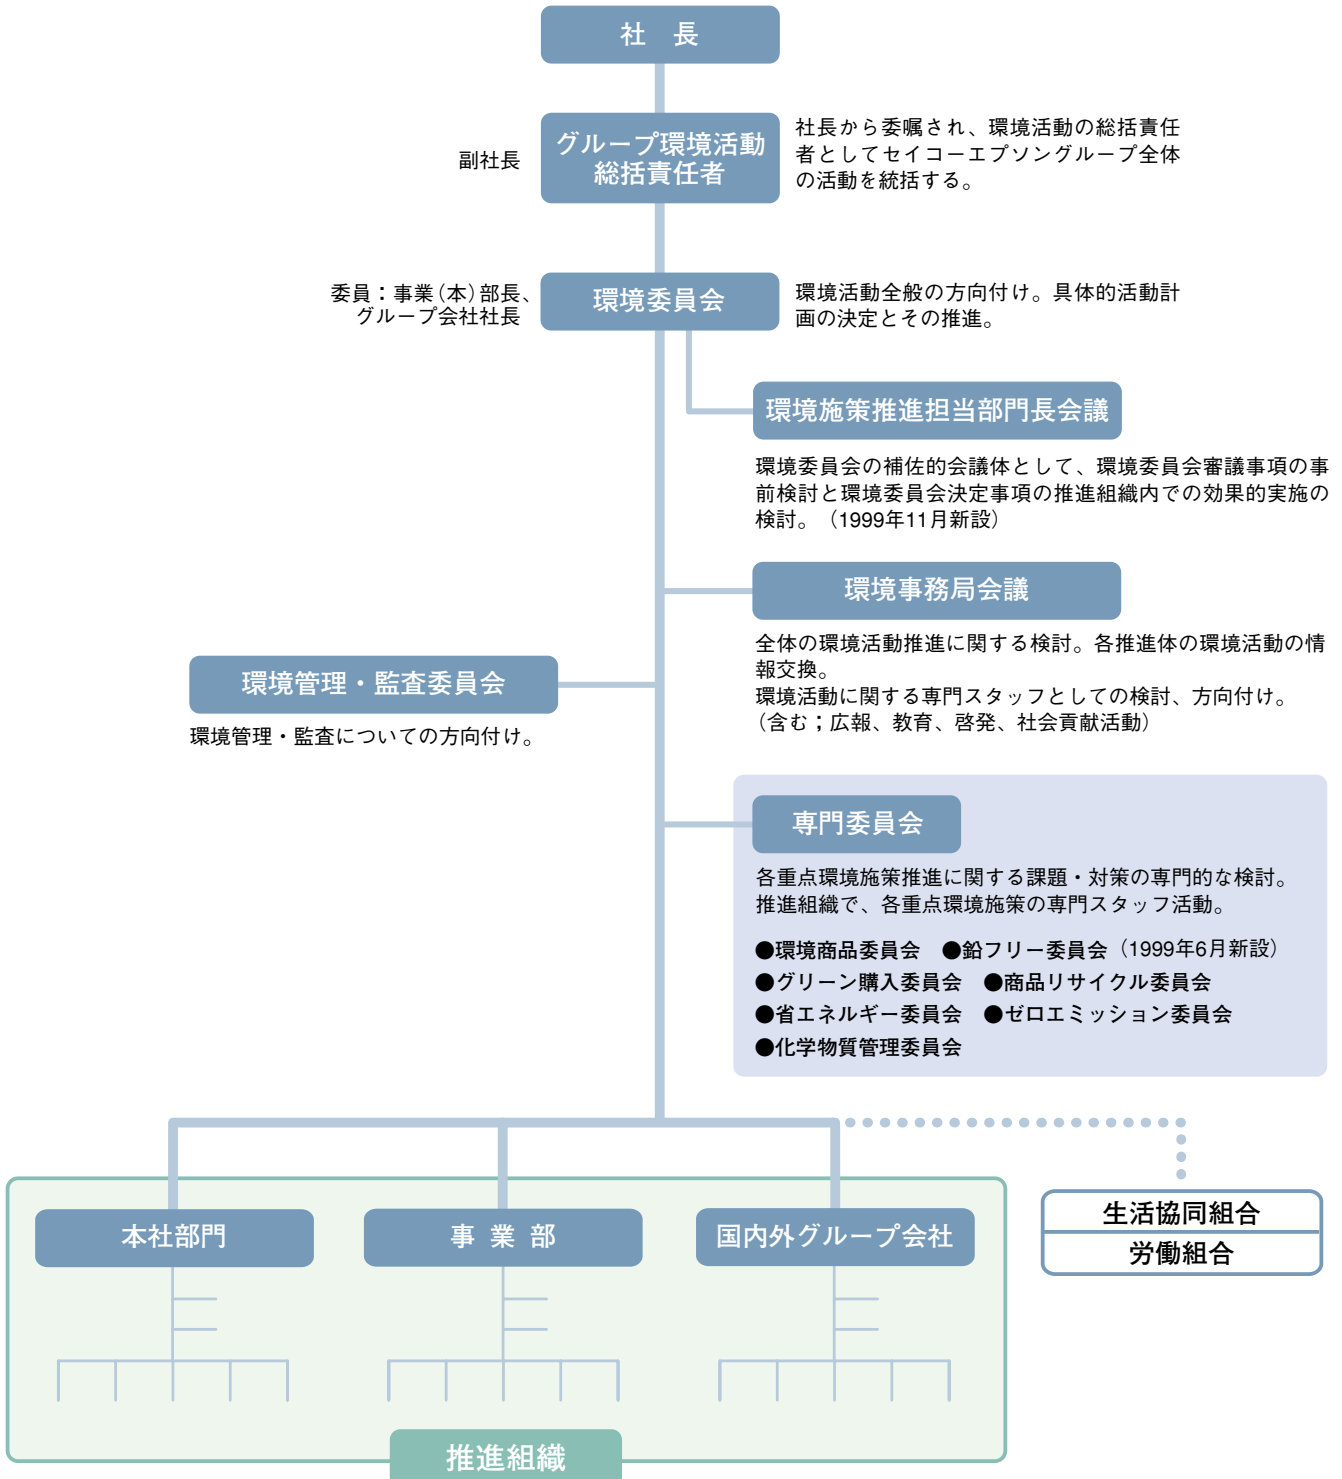 社　長
副社長
グループ環境活動
総括責任者
社長から委嘱され、環境活動の総括責任
者としてセイコーエプソングループ全体
の活動を統括する。
委員：事業（本）部長、
グループ会社社長
環境委員会
環境活動全般の方向付け。具体的活動計
画の決定とその推進。
環境施策推進担当部門長会議
環境委員会の補佐的会議体として、環境委員会審議事項の事
前検討と環境委員会決定事項の推進組織内での効果的実施の
検討。（1999年11月新設）
環境事務局会議
全体の環境活動推進に関する検討。各推進体の環境活動の情
報交換。
環境活動に関する専門スタッフとしての検討、方向付け。
（含む；広報、教育、啓発、社会貢献活動）
環境管理・監査委員会
環境管理・監査についての方向付け。
専門委員会
各重点環境施策推進に関する課題・対策の専門的な検討。
推進組織で、各重点環境施策の専門スタッフ活動。
●環境商品委員会　●鉛フリー委員会（1999年6月新設）
●グリーン購入委員会　●商品リサイクル委員会
●省エネルギー委員会　●ゼロエミッション委員会
●化学物質管理委員会
本社部門
事 業 部
国内外グループ会社
生活協同組合
労働組合
推進組織